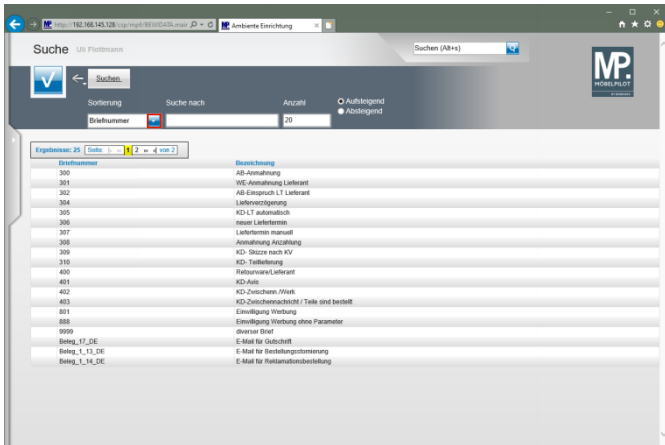 http://192.168.145.128/ccp/mp9/BEWIDATA.main
MP Ambiente Einrichtung
Suche Uli Flottmann
Suchen (Alt+s)
MP.
MÖBELPILOT
Suchen
Sortierung Suche nach Anzahl Aufsteigend
Absteigend
Briefnummer 20
Ergebnisse: 25 Seite 1 2 von 2
Briefnummer Bezeichnung
300 AB-Anmahnung
301 WE-Anmahnung Lieferant
302 AB-Einspruch LT Lieferant
304 Lieferverzögerung
305 KD-LT automatisch
306 neuer Liefertermin
307 Liefertermin manuell
308 Anmahnung Anzahlung
309 KD- Skizze nach KV
310 KD- Teillieferung
400 Retourware/Lieferant
401 KD-Avis
402 KD-Zwischenn./Werk
403 KD-Zwischennachricht / Teile sind bestellt
801 Einwilligung Werbung
888 Einwilligung Werbung ohne Parameter
9999 diverser Brief
Beleg_17_DE E-Mail für Gutschrift
Beleg_1_13_DE E-Mail für Bestellungsstornierung
Beleg_1_14_DE E-Mail für Reklamationsbestellung